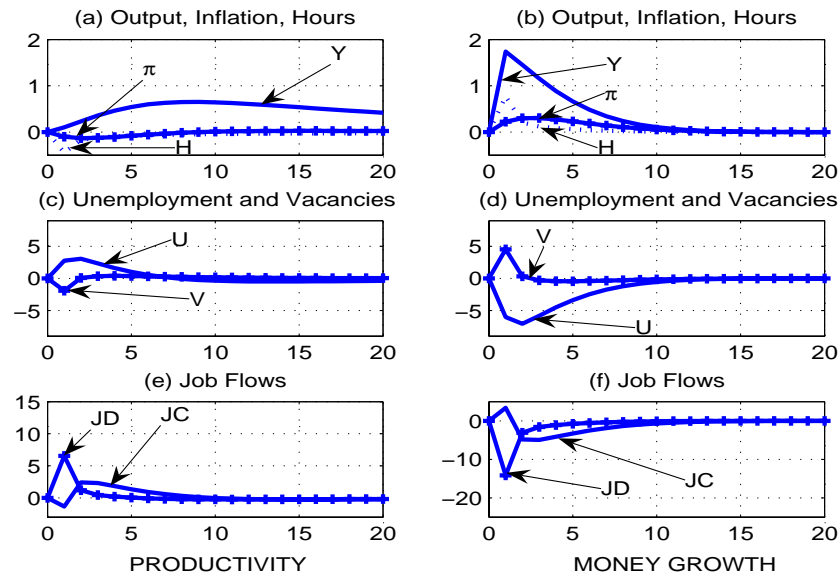 (a) Output, Inflation, Hours
2
1
0
Y
π
H
0 5 10 15 20
(b) Output, Inflation, Hours
2
1
0
Y
π
H
0 5 10 15 20
(c) Unemployment and Vacancies
5
0
−5
U
V
0 5 10 15 20
(d) Unemployment and Vacancies
5
0
−5
V
U
0 5 10 15 20
(e) Job Flows
15
10
5
0
JD
JC
0 5 10 15 20
PRODUCTIVITY
(f) Job Flows
0
−10
−20
JC
JD
0 5 10 15 20
MONEY GROWTH